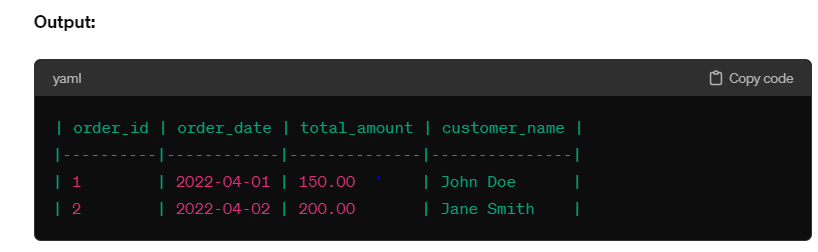 Output:
yaml Copy code
| order_id | order_date | total_amount | customer_name |
|----------|------------|--------------|---------------|
| 1        | 2022-04-01 | 150.00       | John Doe      |
| 2        | 2022-04-02 | 200.00       | Jane Smith    |